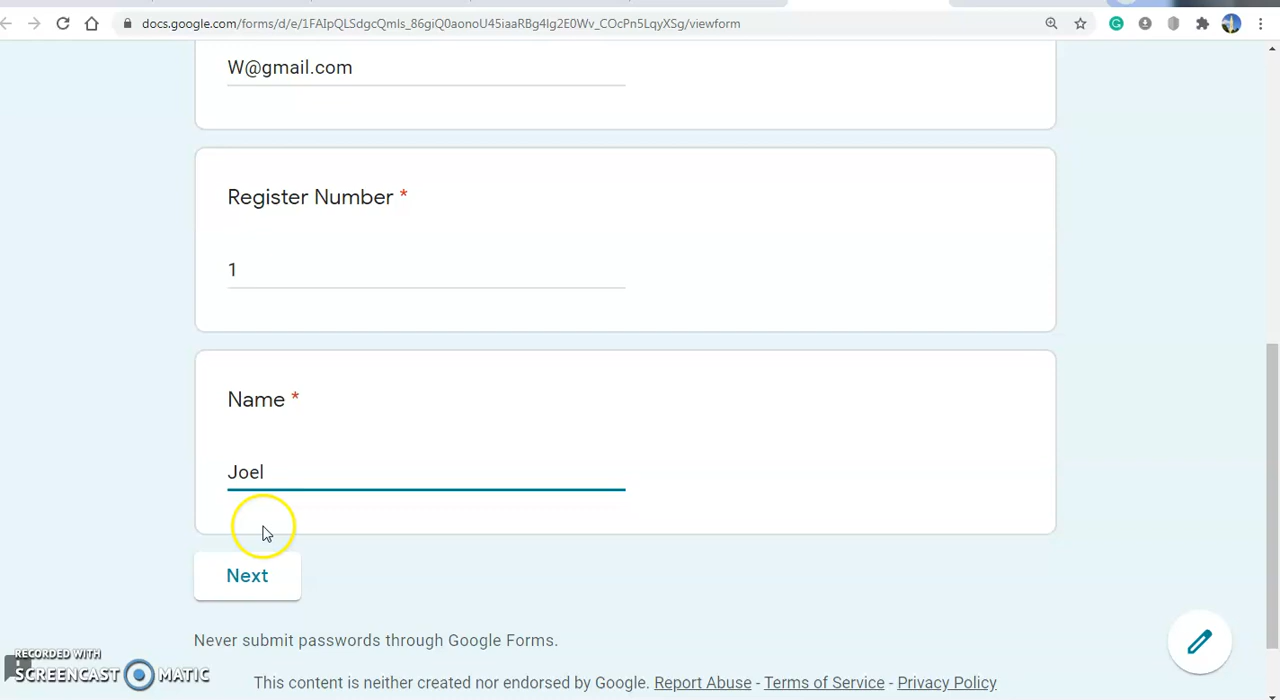 docs.google.com/forms/d/e/1FAIpQLSdqcQmIs_86giQ0aonoU45iaaRBg4Ig2E0Wv_COcPn5LqyXSg/viewform
W@gmail.com
Register Number *
1
Name *
Joel
Next
Never submit passwords through Google Forms.
RECORDED WITH
SCREENCAST MATIC
This content is neither created nor endorsed by Google. Report Abuse - Terms of Service - Privacy Policy